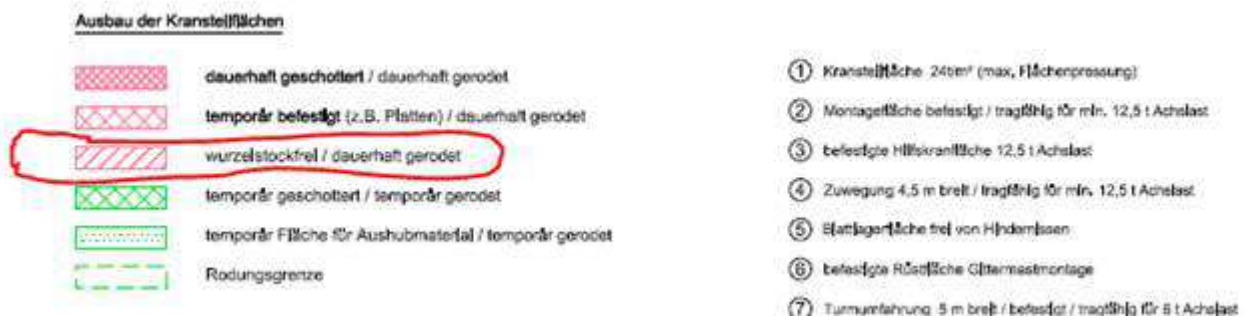 Ausbau der Kranstellflächen
dauerhaft geschottert / dauerhaft gerodet
temporär befestigt (z.B. Platten) / dauerhaft gerodet
wurzelstockfrei / dauerhaft gerodet
temporär geschottert / temporär gerodet
temporär Fläche für Aushubmaterial / temporär gerodet
Rodungsgrenze
1 Kranstellfläche 24t/m² (max. Flächenpressung)
2 Montagefläche befestigt / tragfähig für min. 12,5 t Achslast
3 befestigte Hilfskranfläche 12,5 t Achslast
4 Zuwegung 4,5 m breit / tragfähig für min. 12,5 t Achslast
5 Blattlagerfläche frei von Hindernissen
6 befestigte Rüstfläche Gittermastmontage
7 Turmumfahrung 5 m breit / befestigt / tragfähig für 6 t Achslast